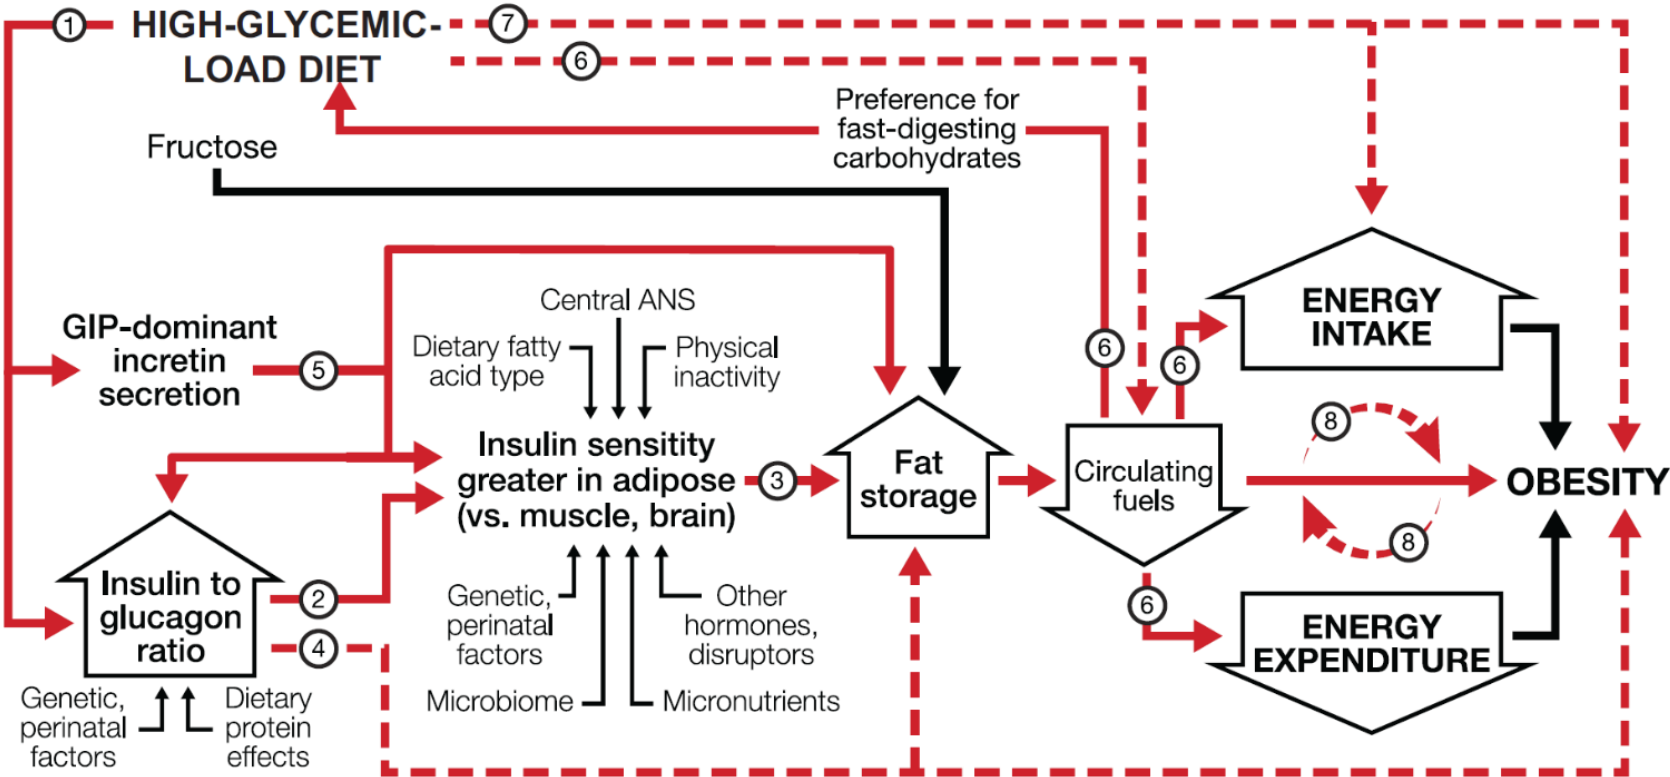 1
HIGH-GLYCEMIC-
LOAD DIET
7
6
Preference for
fast-digesting
carbohydrates
Fructose
GIP-dominant
incretin
secretion
5
Central ANS
Dietary fatty
acid type
Physical
inactivity
6
6
ENERGY
INTAKE
Insulin sensitity
greater in adipose
(vs. muscle, brain)
3
Fat
storage
Circulating
fuels
8
OBESITY
8
Insulin to
glucagon
ratio
2
4
Genetic,
perinatal
factors
Other
hormones,
disruptors
6
ENERGY
EXPENDITURE
Microbiome
Micronutrients
Genetic,
perinatal
factors
Dietary
protein
effects